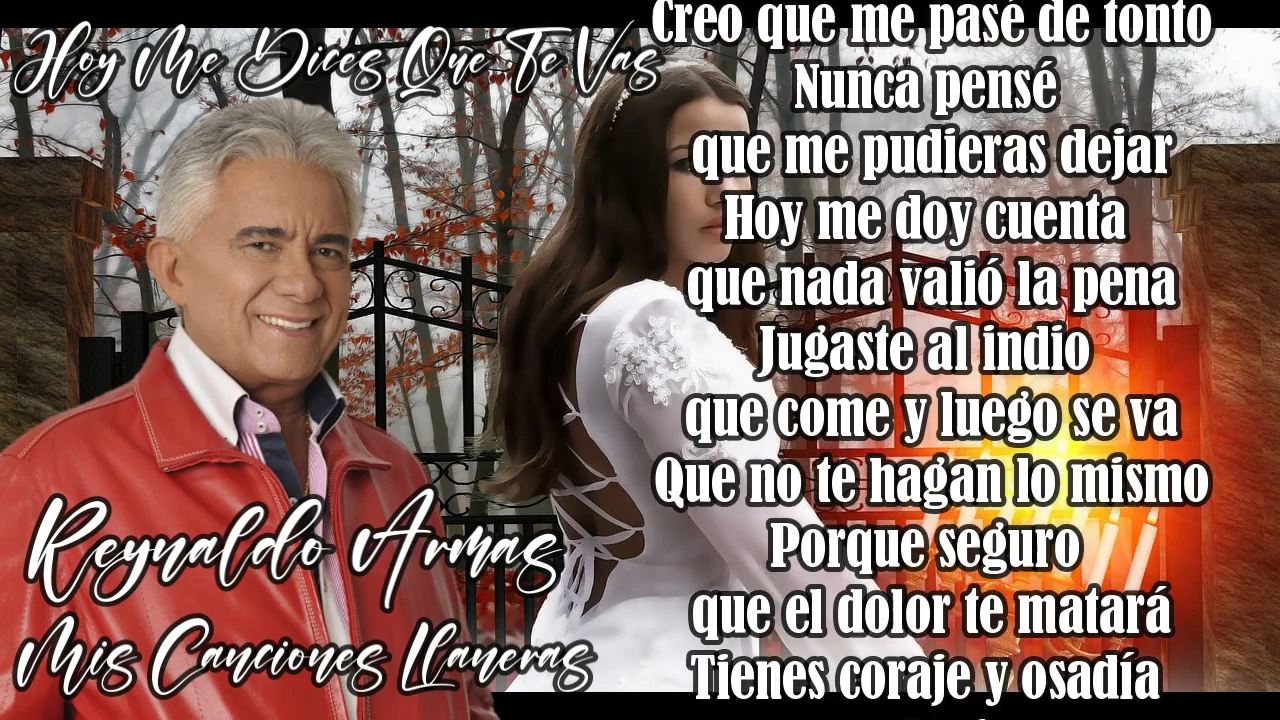 Hoy Me Dices Que Te Vas
Reynaldo Armas
Mis Canciones Llaneras
Creo que me pasé de tonto
Nunca pensé
que me pudieras dejar
Hoy me doy cuenta
que nada valió la pena
Jugaste al indio
que come y luego se va
Que no te hagan lo mismo
Porque seguro
que el dolor te matará
Tienes coraje y osadía